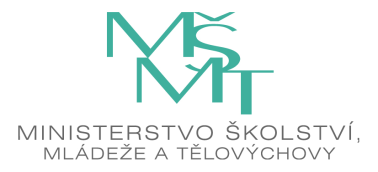 MŠ
MT
MINISTERSTVO ŠKOLSTVÍ,
MLÁDEŽE A TĚLOVÝCHOVY